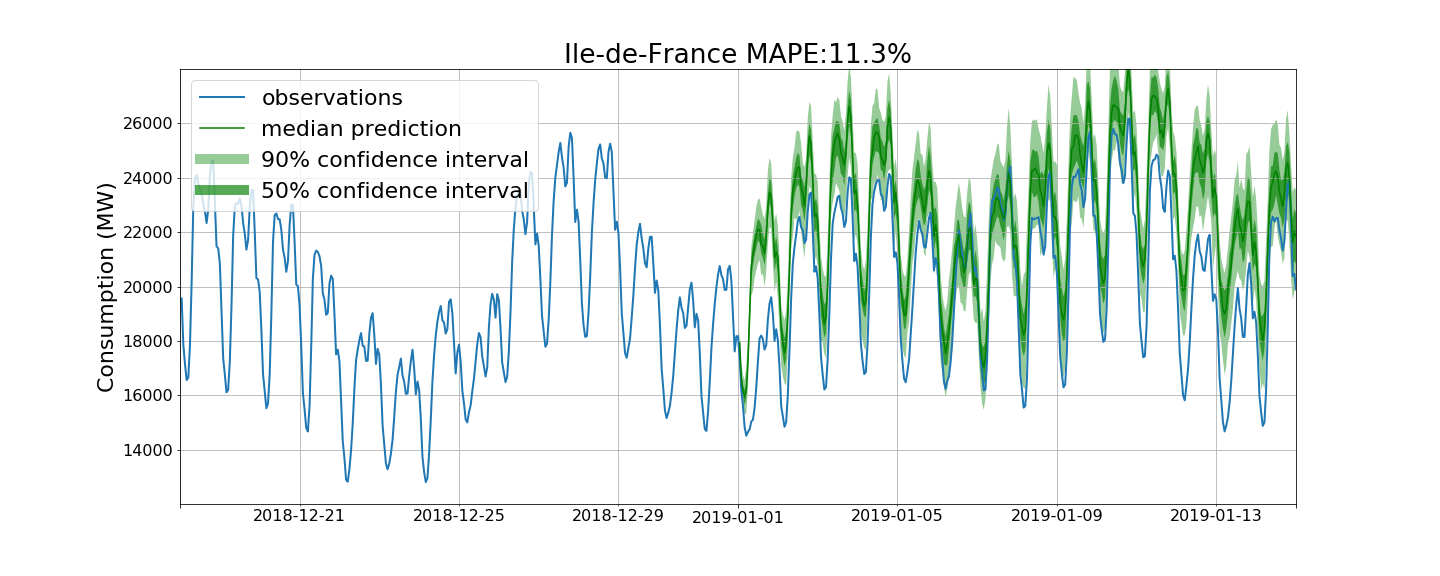 Ile-de-France MAPE:11.3%
observations
median prediction
90% confidence interval
50% confidence interval
Consumption (MW)
26000
24000
22000
20000
18000
16000
14000
2018-12-21 2018-12-25 2018-12-29 2019-01-01 2019-01-05 2019-01-09 2019-01-13